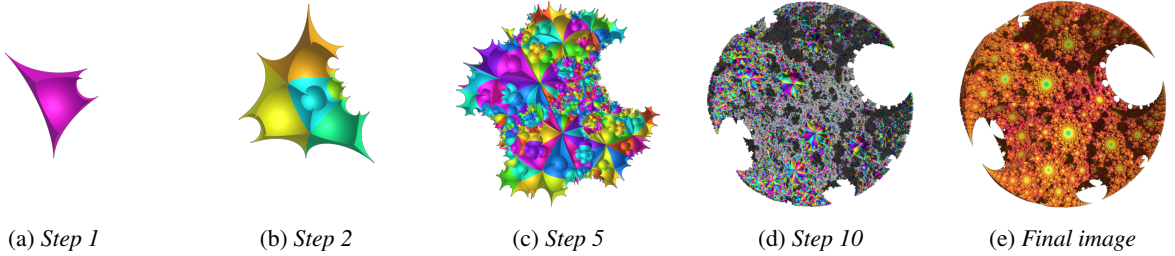 (a) Step 1
(b) Step 2
(c) Step 5
(d) Step 10
(e) Final image